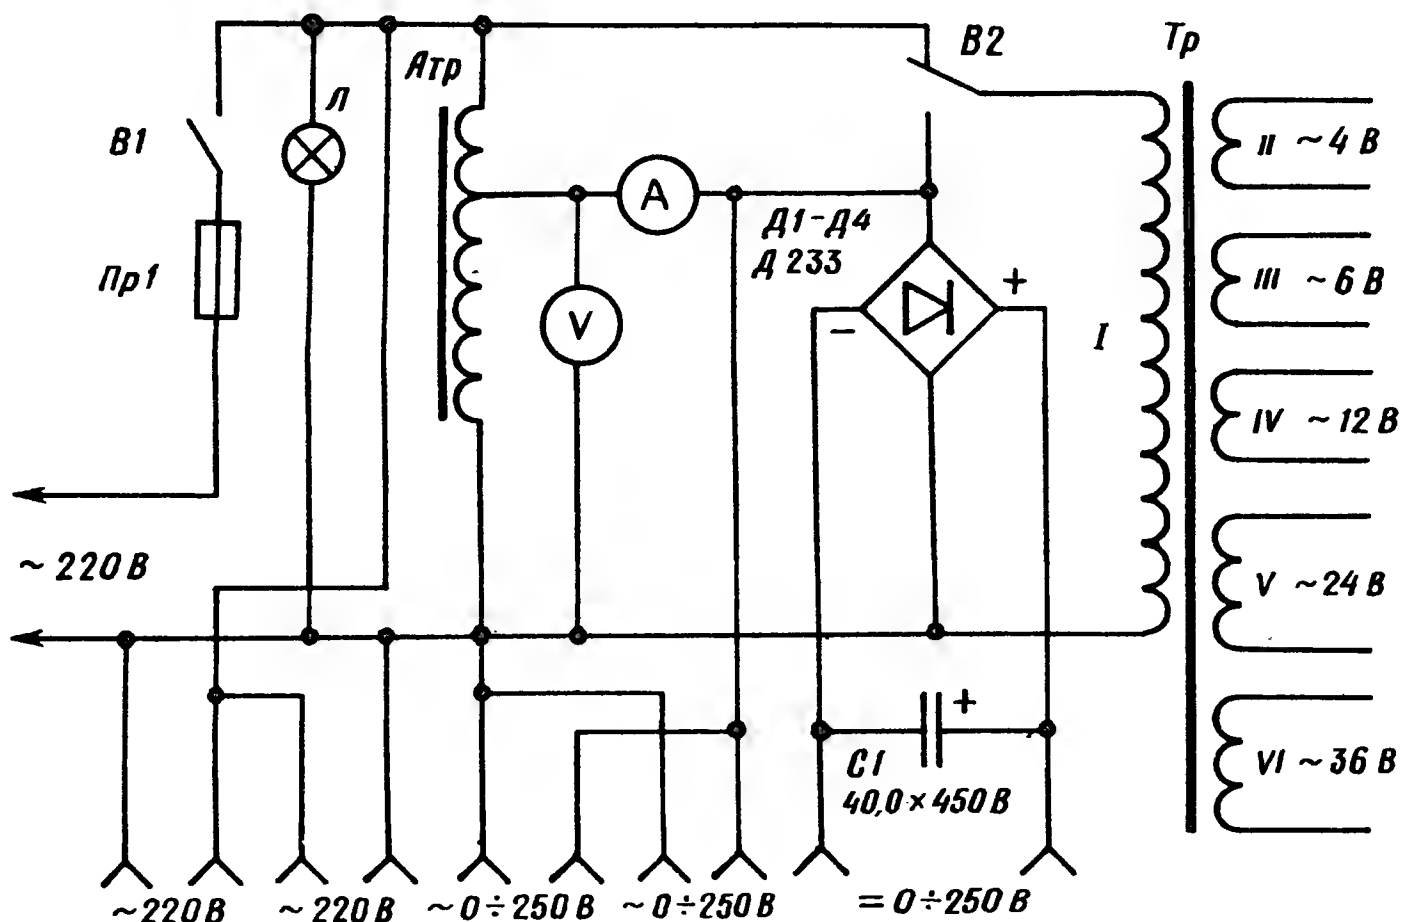 В2
Тр
Атр
Л
В1
II ~4 В
А
Д1-Д4
Д 233
Пр1
+
III ~6 В
V
−
I
IV ~12 В
~220 В
V ~24 В
+
С1
40,0×450 В
VI ~36 В
~220 В
~220 В
~0÷250 В
~0÷250 В
=0÷250 В